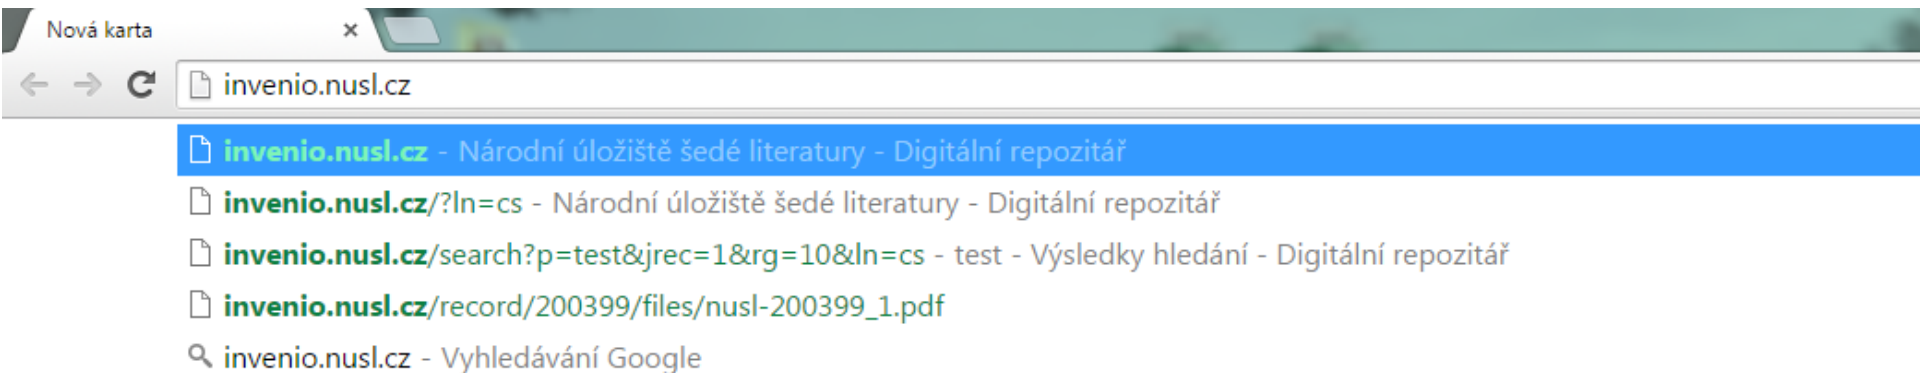 Nová karta
invenio.nusl.cz
invenio.nusl.cz - Národní úložiště šedé literatury - Digitální repozitář
invenio.nusl.cz/?ln=cs - Národní úložiště šedé literatury - Digitální repozitář
invenio.nusl.cz/search?p=test&jrec=1&rg=10&ln=cs - test - Výsledky hledání - Digitální repozitář
invenio.nusl.cz/record/200399/files/nusl-200399_1.pdf
invenio.nusl.cz - Vyhledávání Google